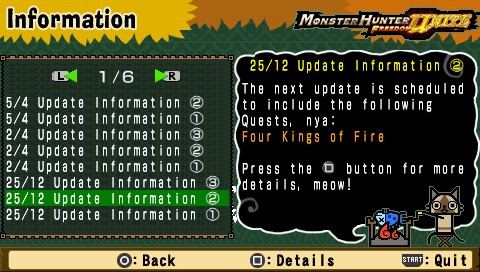 Information
MONSTER HUNTER
FREEDOM UNITE
L 1/6 R
5/4 Update Information ②
5/4 Update Information ①
2/4 Update Information ③
2/4 Update Information ②
2/4 Update Information ①
25/12 Update Information ③
25/12 Update Information ②
25/12 Update Information ①
25/12 Update Information ②
The next update is scheduled
to include the following
Quests, nya:
Four Kings of Fire
Press the □ button for more
details, meow!
○: Back
□: Details
START: Quit